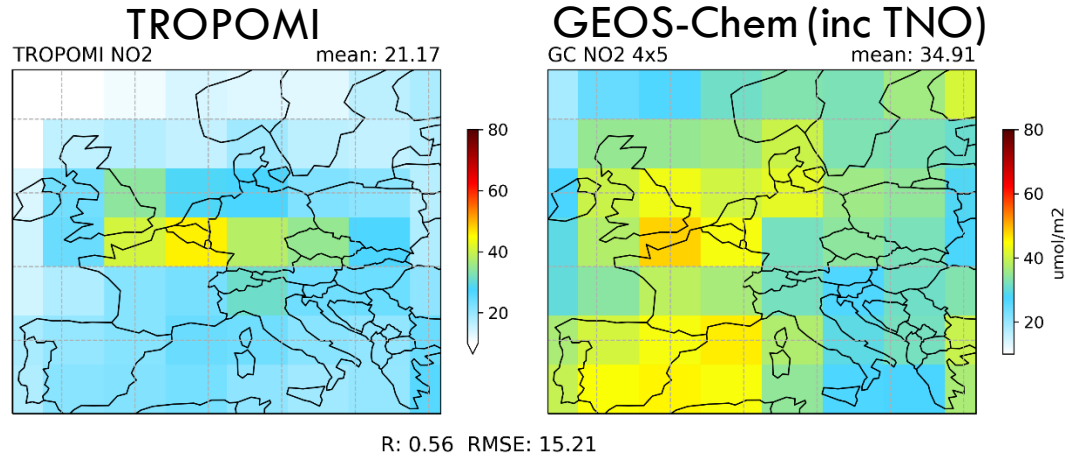 TROPOMI
GEOS-Chem (inc TNO)
TROPOMI NO2 mean: 21.17
GC NO2 4x5 mean: 34.91
80
60
40
20
80
60
40
20
umol/m2
R: 0.56 RMSE: 15.21